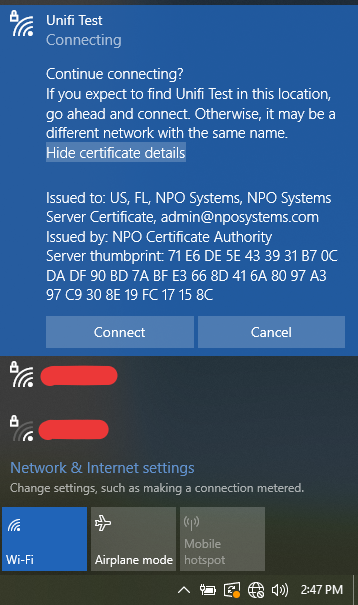 Unifi Test
Connecting
Continue connecting?
If you expect to find Unifi Test in this location,
go ahead and connect. Otherwise, it may be a
different network with the same name.
Hide certificate details
Issued to: US, FL, NPO Systems, NPO Systems
Server Certificate, admin@nposystems.com
Issued by: NPO Certificate Authority
Server thumbprint: 71 E6 DE 5E 43 39 31 B7 0C
DA DF 90 BD 7A BF E3 66 8D 41 6A 80 97 A3
97 C9 30 8E 19 FC 17 15 8C
Connect
Cancel
Network & Internet settings
Change settings, such as making a connection metered.
Wi-Fi
Airplane mode
Mobile
hotspot
2:47 PM